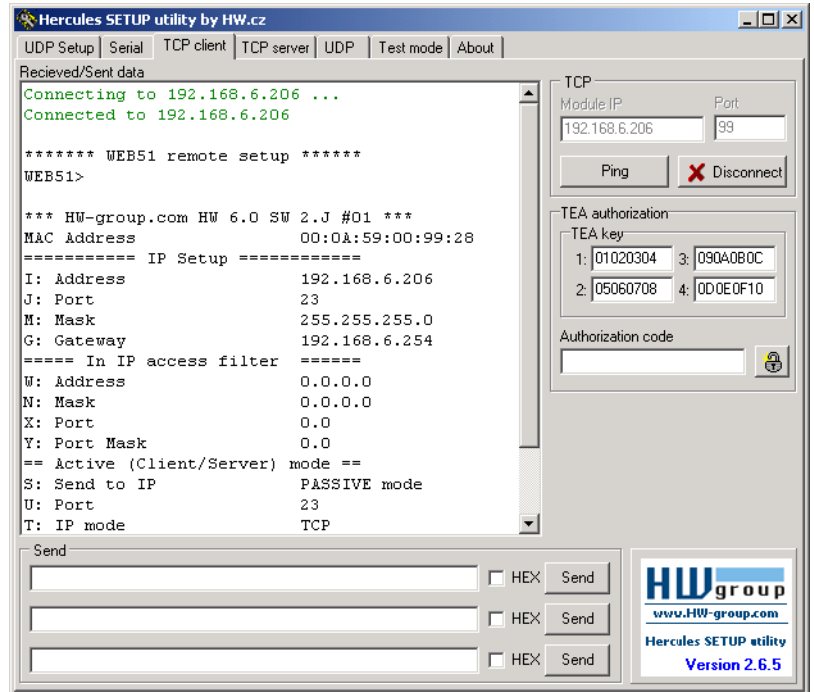 Hercules SETUP utility by HW.cz
UDP Setup Serial TCP client TCP server UDP Test mode About
Recieved/Sent data
Connecting to 192.168.6.206 ...
Connected to 192.168.6.206
******* WEB51 remote setup ******
WEB51>
*** HW-group.com HW 6.0 SW 2.J #01 ***
MAC Address 00:0A:59:00:99:28
=========== IP Setup ============
I: Address 192.168.6.206
J: Port 23
M: Mask 255.255.255.0
G: Gateway 192.168.6.254
===== In IP access filter ======
W: Address 0.0.0.0
N: Mask 0.0.0.0
X: Port 0.0
Y: Port Mask 0.0
== Active (Client/Server) mode ==
S: Send to IP PASSIVE mode
U: Port 23
T: IP mode TCP
TCP
Module IP Port
192.168.6.206 99
Ping Disconnect
TEA authorization
TEA key
1: 01020304 3: 090A0B0C
2: 05060708 4: 0D0E0F10
Authorization code
Send
HEX Send
HEX Send
HEX Send
HW group
www.HW-group.com
Hercules SETUP utility
Version 2.6.5